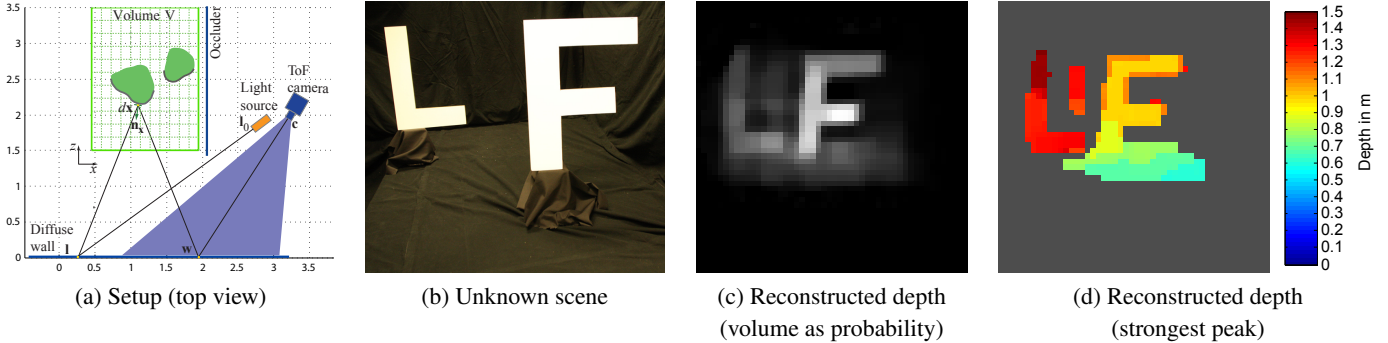 3.5
3
2.5
2
1.5
1
0.5
0
0
0.5
1
1.5
2
2.5
3
3.5
Volume V
Occluder
ToF
camera
c
Light
source
l0
dx
nx
z
x
Diffuse
wall
l
w
L F
1.5
1.4
1.3
1.2
1.1
1
0.9
0.8
0.7
0.6
0.5
0.4
0.3
0.2
0.1
0
Depth in m
(a) Setup (top view)
(b) Unknown scene
(c) Reconstructed depth
(volume as probability)
(d) Reconstructed depth
(strongest peak)